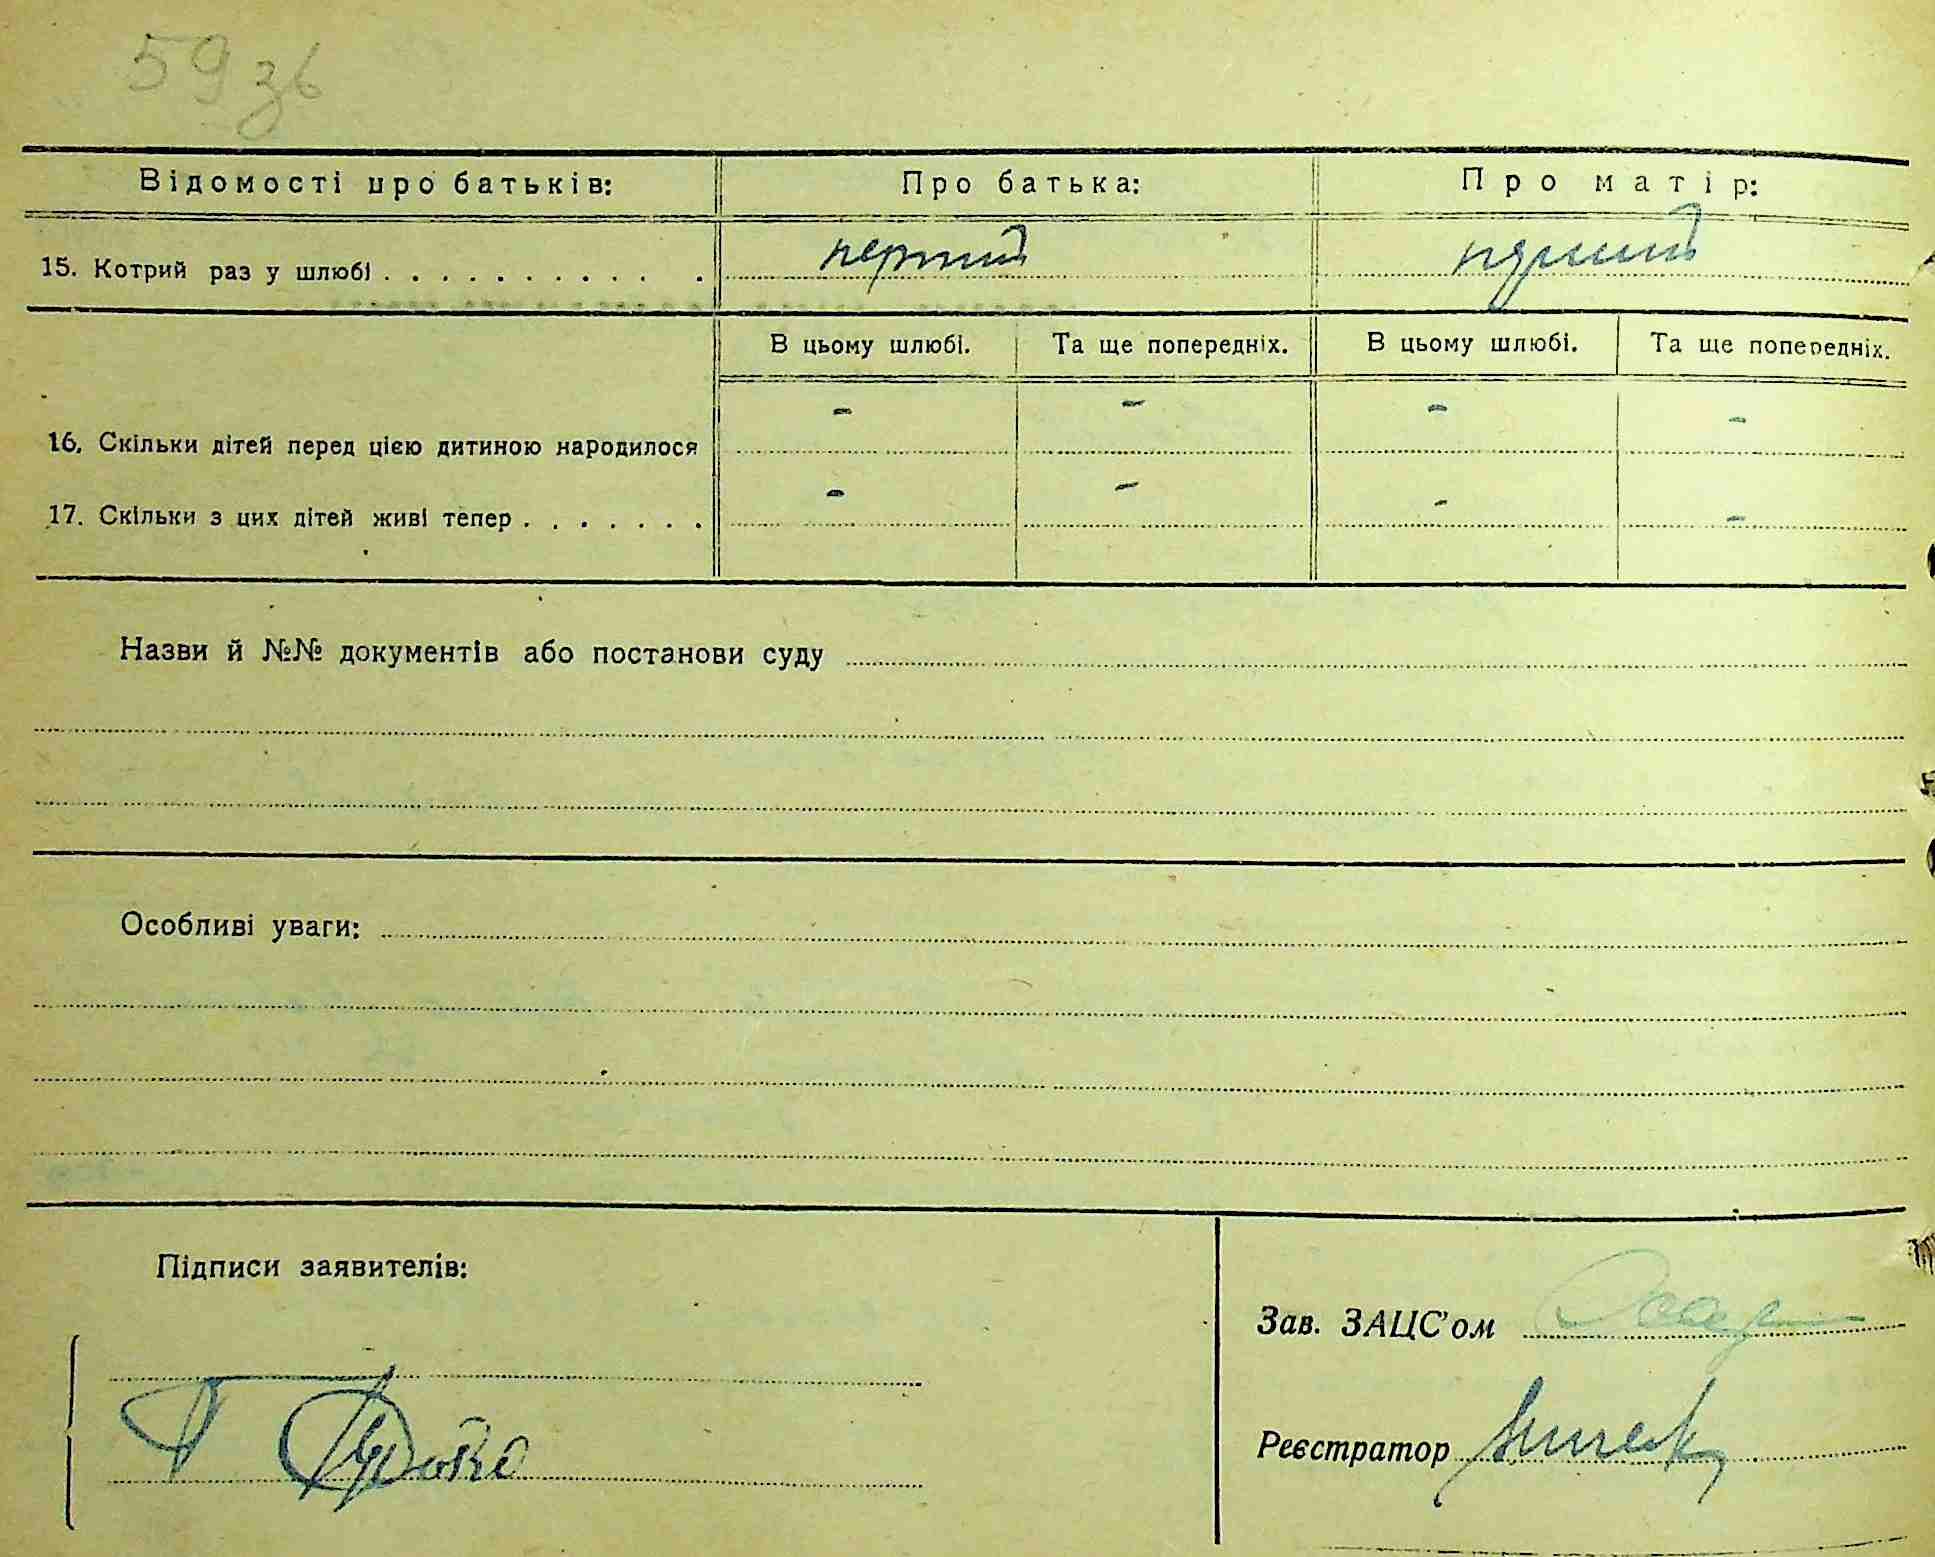 59 зв
Відомості про батьків: Про батька: Про матір:
15. Котрий раз у шлюбі . . . . . . . . . . . перший перший
В цьому шлюбі. Та ще попередніх. В цьому шлюбі. Та ще попередніх.
16. Скільки дітей перед цією дитиною народилося - - - -
17. Скільки з цих дітей живі тепер . . . . . . . - - - -
Назви й №№ документів або постанови суду
Особливі уваги:
Підписи заявителів:
Зав. ЗАЦС'ом
Реєстратор